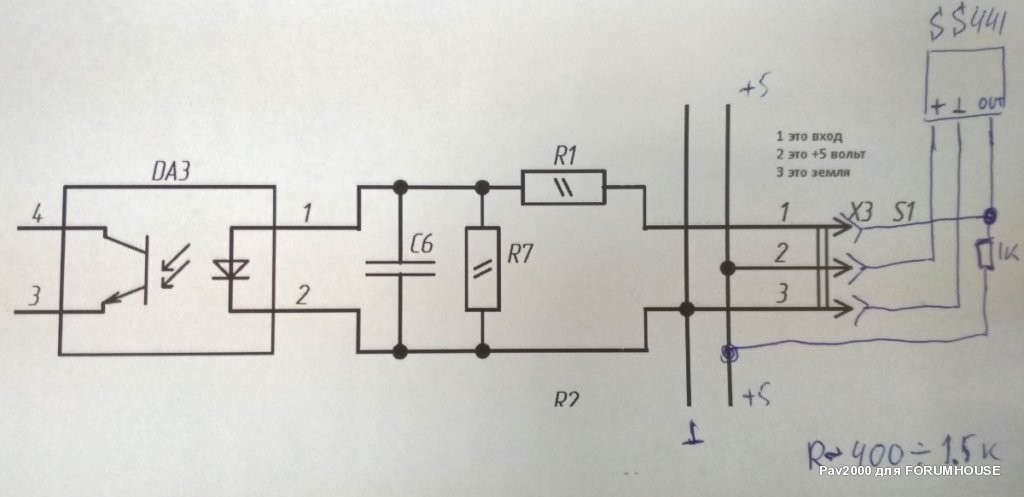 S S441
+ ⊥ OUT
+5
1 это вход
2 это +5 вольт
3 это земля
DA3
R1
4
1
1
X3 S1
C6
R7
2
1K
3
2
3
R2
+5
⊥
R~400÷1.5K
Pav2000 для FORUMHOUSE